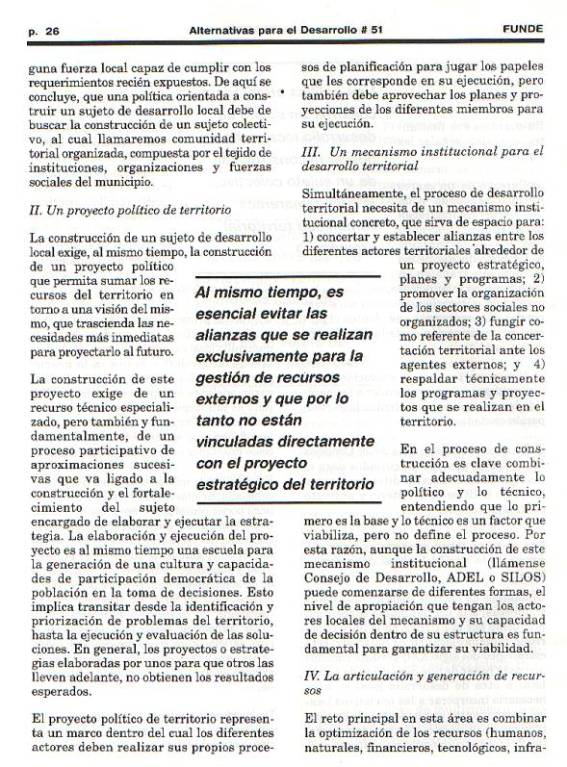 p. 26
Alternativas para el Desarrollo # 51
FUNDE
guna fuerza local capaz de cumplir con los
requerimientos recién expuestos. De aquí se
concluye, que una política orientada a cons-
truir un sujeto de desarrollo local debe de
buscar la construcción de un sujeto colecti-
vo, al cual llamaremos comunidad terri-
torial organizada, compuesta por el tejido de
instituciones, organizaciones y fuerzas
sociales del municipio.
II. Un proyecto político de territorio
La construcción de un sujeto de desarrollo
local exige, al mismo tiempo, la construcción
de un proyecto político
que permita sumar los re-
cursos del territorio en
torno a una visión del mis-
mo, que trascienda las ne-
cesidades más inmediatas
para proyectarlo al futuro.
La construcción de este
proyecto exige de un
recurso técnico especiali-
zado, pero también y fun-
damentalmente, de un
proceso participativo de
aproximaciones sucesi-
vas que va ligado a la
construcción y el fortale-
cimiento del sujeto
encargado de elaborar y ejecutar la estra-
tegia. La elaboración y ejecución del pro-
yecto es al mismo tiempo una escuela para
la generación de una cultura y capacida-
des de participación democrática de la
población en la toma de decisiones. Esto
implica transitar desde la identificación y
priorización de problemas del territorio,
hasta la ejecución y evaluación de las solu-
ciones. En general, los proyectos o estrate-
gias elaboradas por unos para que otros las
lleven adelante, no obtienen los resultados
esperados.
El proyecto político de territorio represen-
ta un marco dentro del cual los diferentes
actores deben realizar sus propios proce-
Al mismo tiempo, es
esencial evitar las
alianzas que se realizan
exclusivamente para la
gestión de recursos
externos y que por lo
tanto no están
vinculadas directamente
con el proyecto
estratégico del territorio
sos de planificación para jugar los papeles
que les corresponde en su ejecución, pero
también debe aprovechar los planes y pro-
yecciones de los diferentes miembros para
su ejecución.
III. Un mecanismo institucional para el
desarrollo territorial
Simultáneamente, el proceso de desarrollo
territorial necesita de un mecanismo insti-
tucional concreto, que sirva de espacio para:
1) concertar y establecer alianzas entre los
diferentes actores territoriales alrededor de
un proyecto estratégico,
planes y programas; 2)
promover la organización
de los sectores sociales no
organizados; 3) fungir co-
mo referente de la concer-
tación territorial ante los
agentes externos; y 4)
respaldar técnicamente
los programas y proyec-
tos que se realizan en el
territorio.
En el proceso de cons-
trucción es clave combi-
nar adecuadamente lo
político y lo técnico,
entendiendo que lo pri-
mero es la base y lo técnico es un factor que
viabiliza, pero no define el proceso. Por
esta razón, aunque la construcción de este
mecanismo institucional (llámense
Consejo de Desarrollo, ADEL o SILOS)
puede comenzarse de diferentes formas, el
nivel de apropiación que tengan los acto-
res locales del mecanismo y su capacidad
de decisión dentro de su estructura es fun-
damental para garantizar su viabilidad.
IV. La articulación y generación de recur-
sos
El reto principal en esta área es combinar
la optimización de los recursos (humanos,
naturales, financieros, tecnológicos, infra-